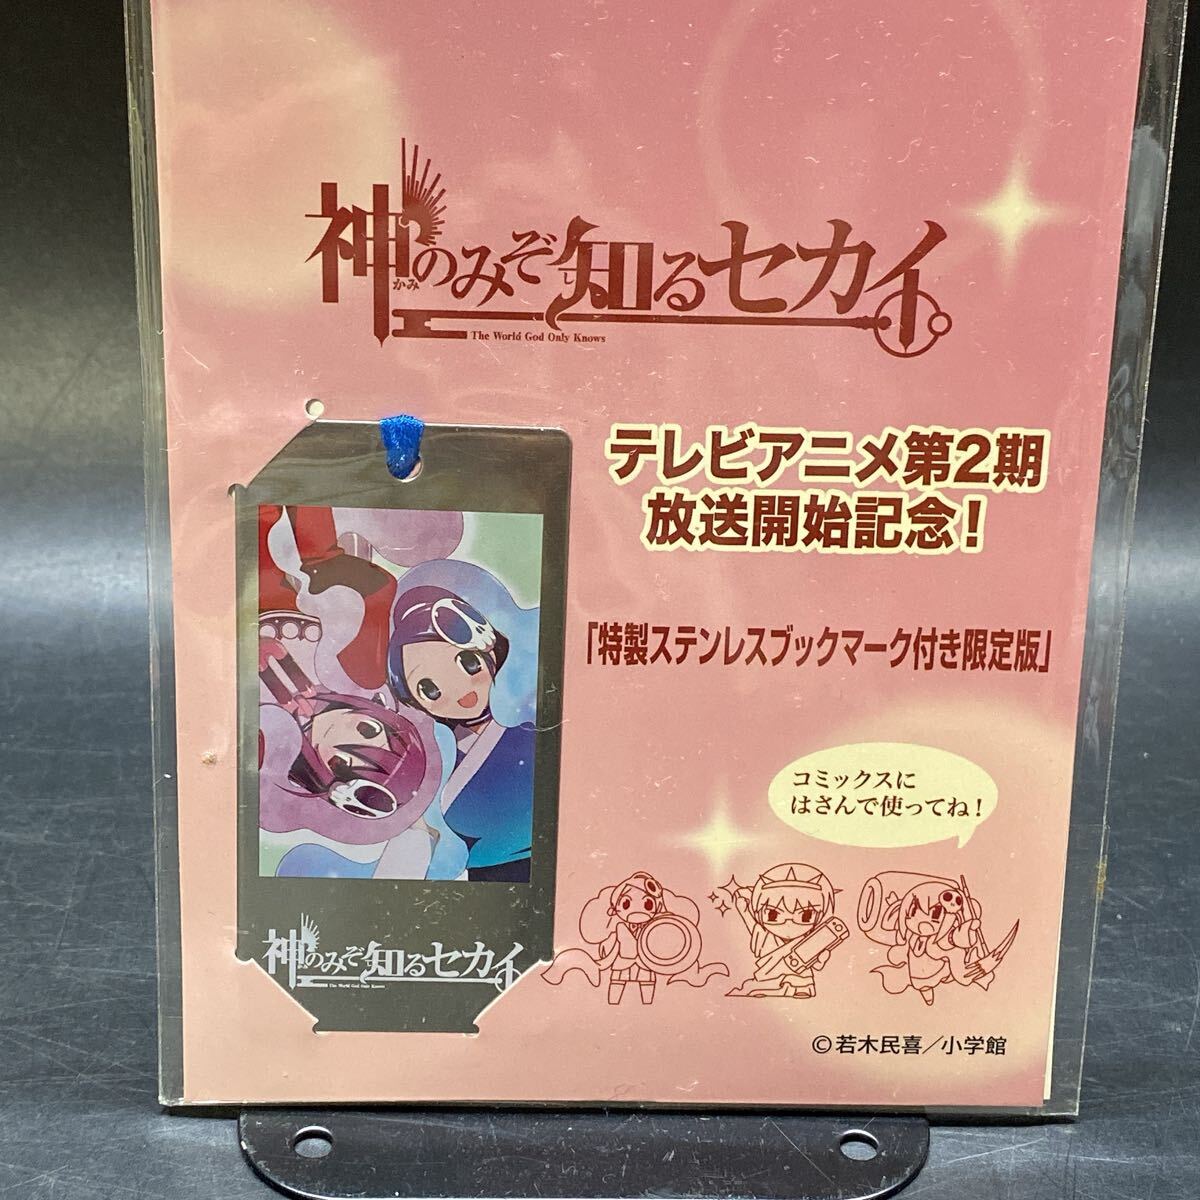 神のみぞ知るセカイ
かみ
し
The World God Only Knows
テレビアニメ第2期
放送開始記念!
「特製ステンレスブックマーク付き限定版」
コミックスに
はさんで使ってね!
神のみぞ知るセカイ
The World God Only Knows
©若木民喜/小学館